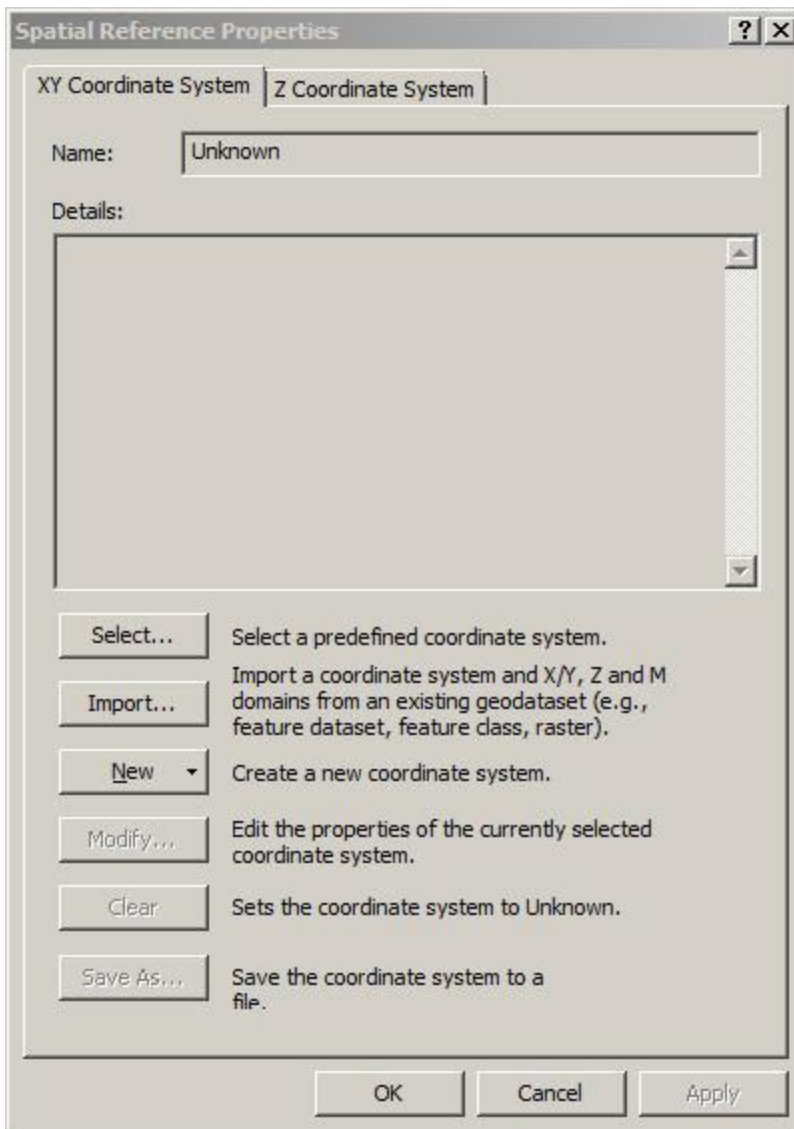 Spatial Reference Properties
XY Coordinate System
Z Coordinate System
Name:
Unknown
Details:
Select...
Select a predefined coordinate system.
Import...
Import a coordinate system and X/Y, Z and M
domains from an existing geodataset (e.g.,
feature dataset, feature class, raster).
New
Create a new coordinate system.
Modify...
Edit the properties of the currently selected
coordinate system.
Clear
Sets the coordinate system to Unknown.
Save As...
Save the coordinate system to a
file.
OK
Cancel
Apply